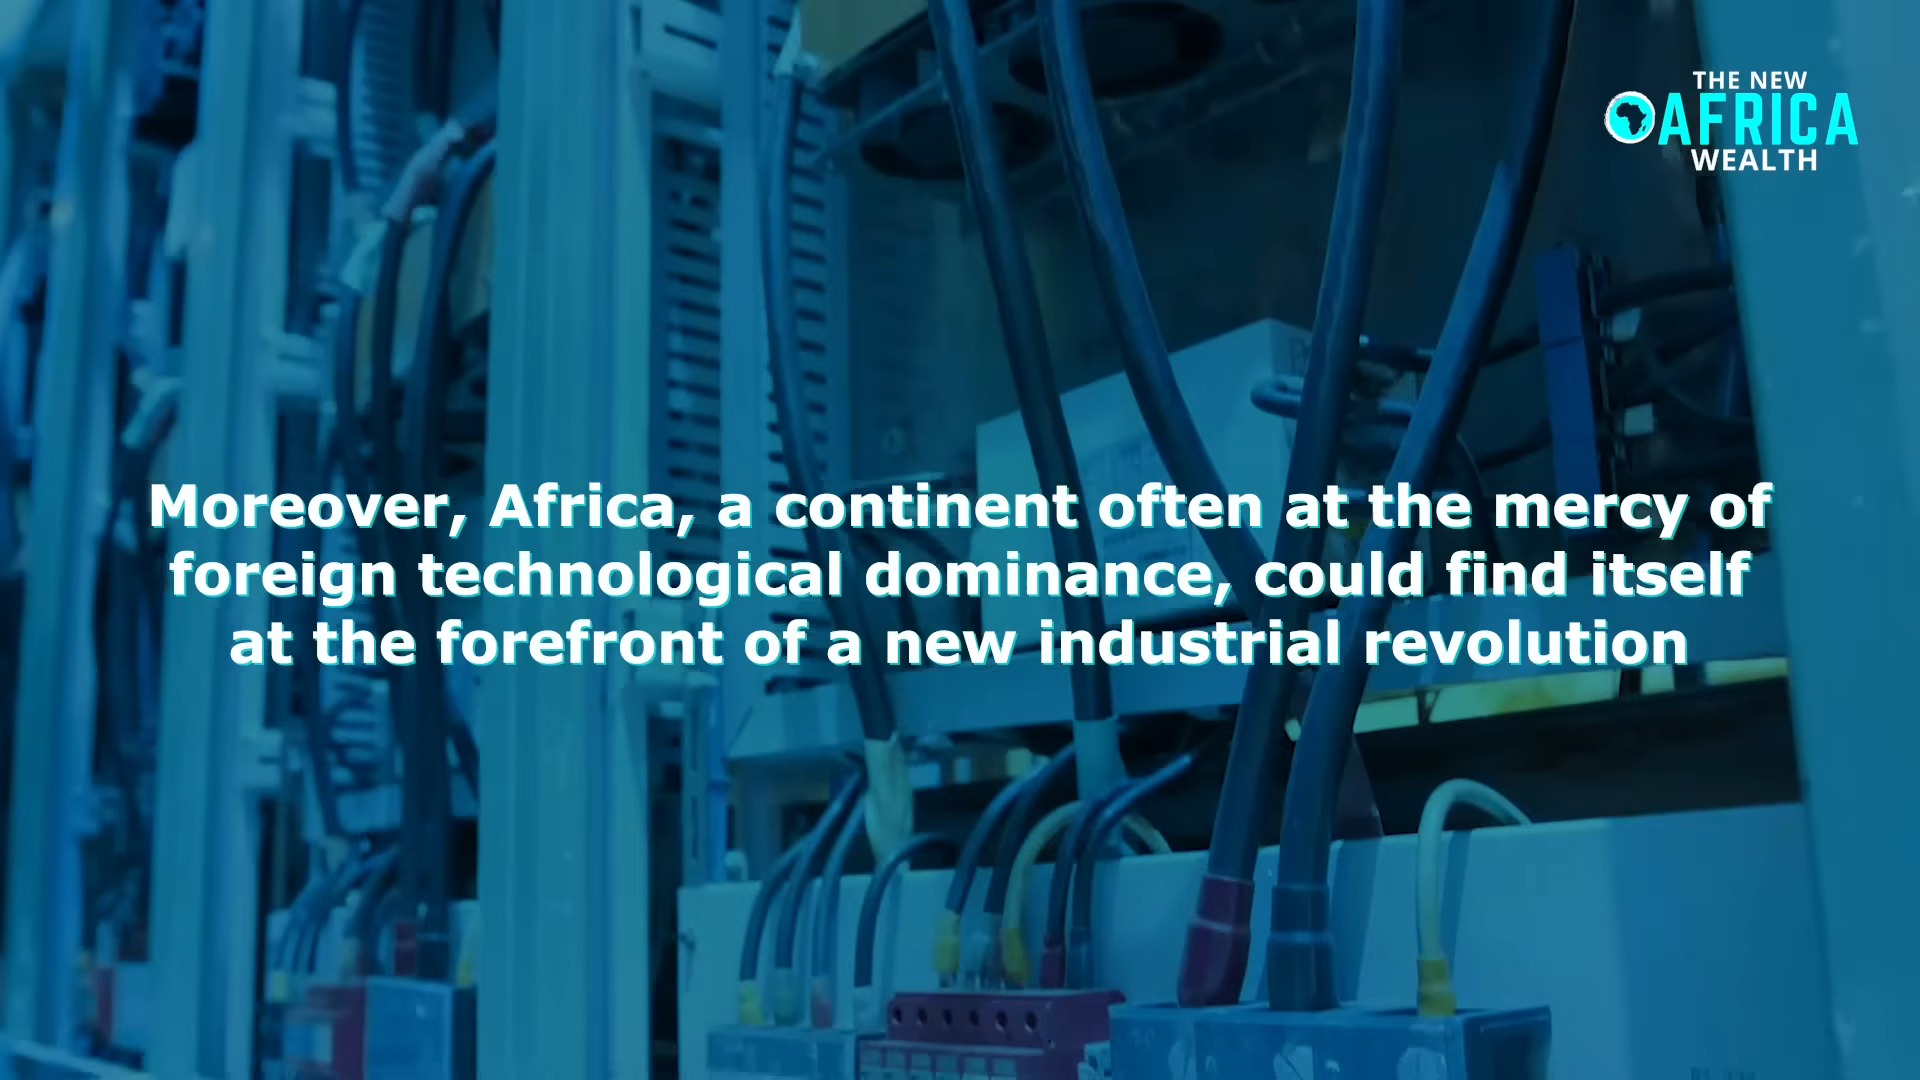 THE NEW
AFRICA
WEALTH
Moreover, Africa, a continent often at the mercy of
foreign technological dominance, could find itself
at the forefront of a new industrial revolution